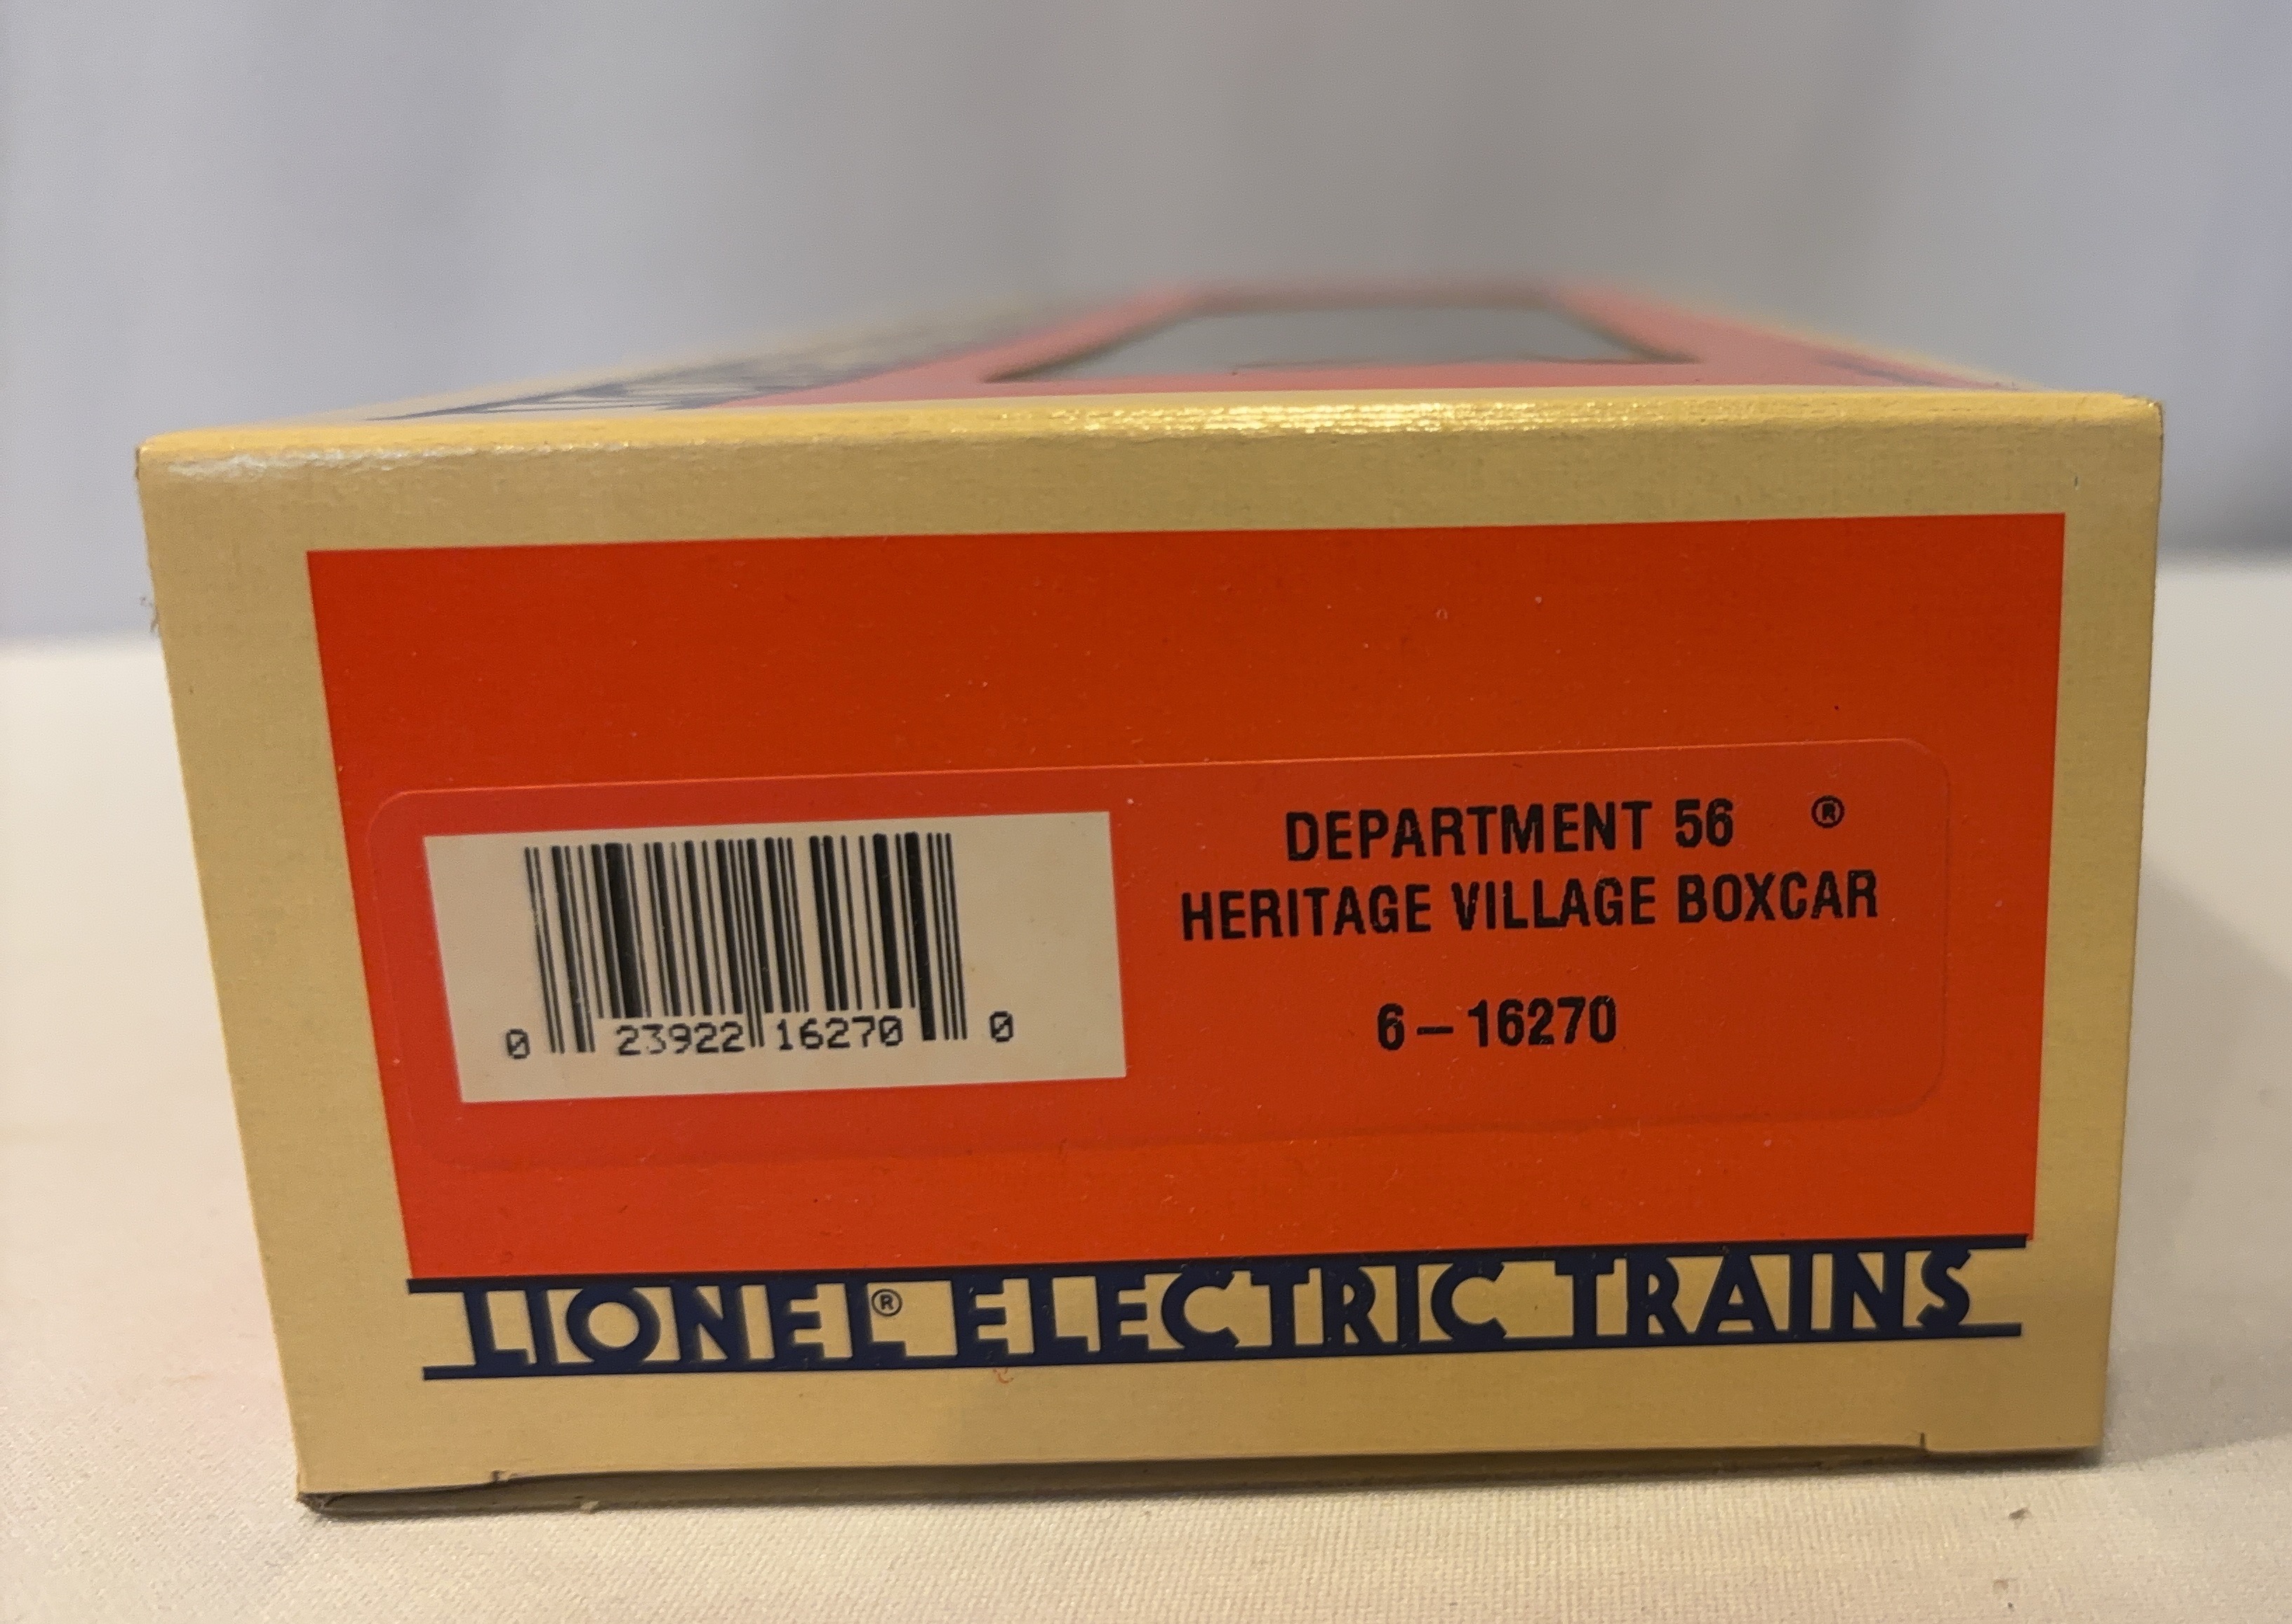 DEPARTMENT 56 ®
HERITAGE VILLAGE BOXCAR
6-16270
0 23922 16270 0
LIONEL® ELECTRIC TRAINS